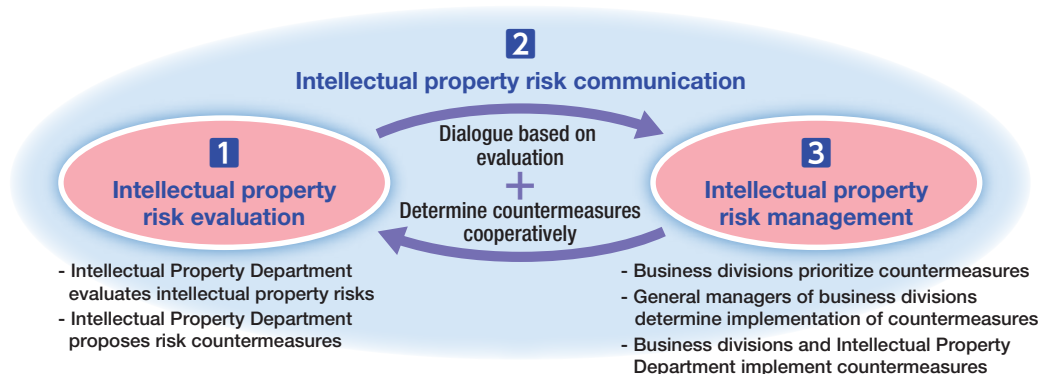 2
Intellectual property risk communication
Dialogue based on
evaluation
+
Determine countermeasures
cooperatively
1
Intellectual property
risk evaluation
- Intellectual Property Department
evaluates intellectual property risks
- Intellectual Property Department
proposes risk countermeasures
3
Intellectual property
risk management
- Business divisions prioritize countermeasures
- General managers of business divisions
determine implementation of countermeasures
- Business divisions and Intellectual Property
Department implement countermeasures